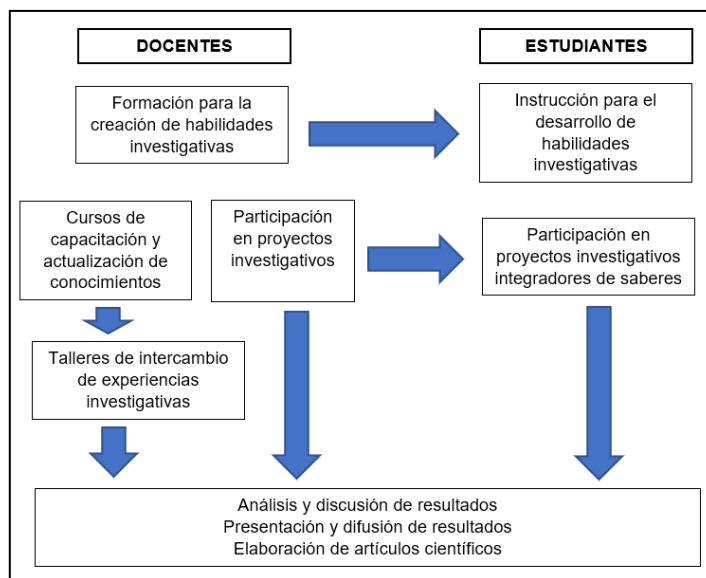 DOCENTES
ESTUDIANTES
Formación para la
creación de habilidades
investigativas
Instrucción para el
desarrollo de
habilidades
investigativas
Cursos de
capacitación y
actualización de
conocimientos
Participación
en proyectos
investigativos
Participación en
proyectos investigativos
integradores de saberes
Talleres de intercambio
de experiencias
investigativas
Análisis y discusión de resultados
Presentación y difusión de resultados
Elaboración de artículos científicos